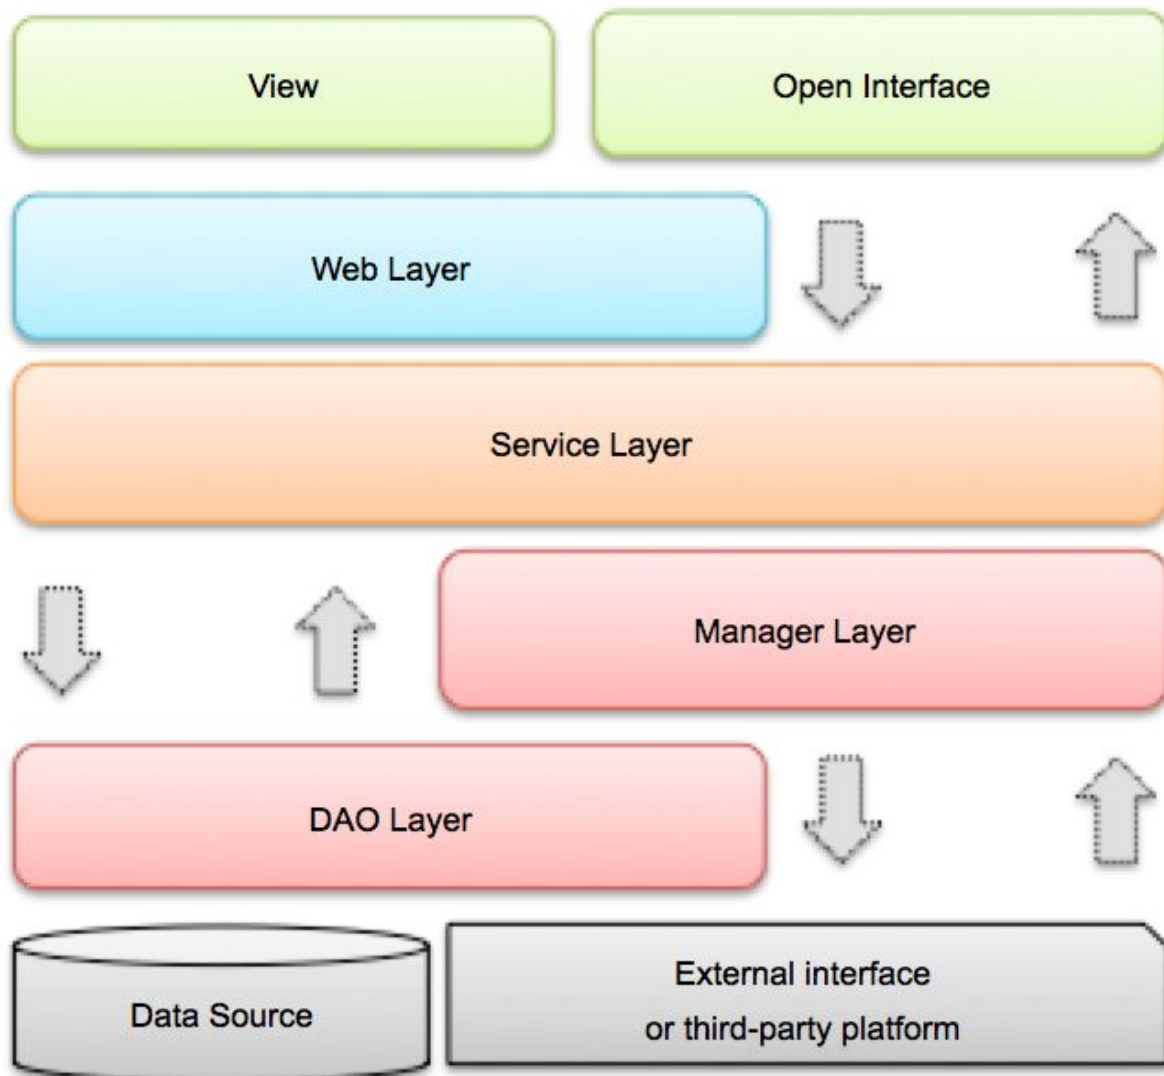 View
Open Interface
Web Layer
Service Layer
Manager Layer
DAO Layer
Data Source
External interface
or third-party platform